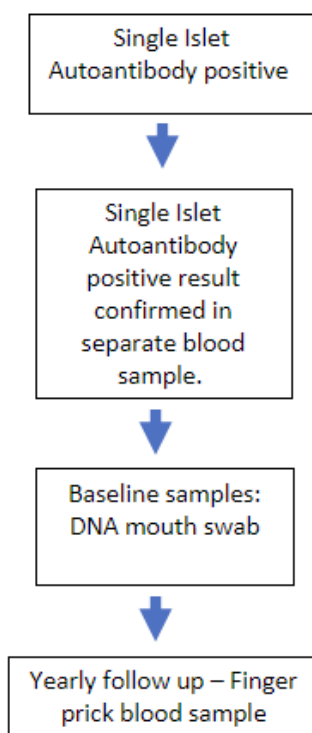 Single Islet
Autoantibody positive
Single Islet
Autoantibody
positive result
confirmed in
separate blood
sample.
Baseline samples:
DNA mouth swab
Yearly follow up – Finger
prick blood sample